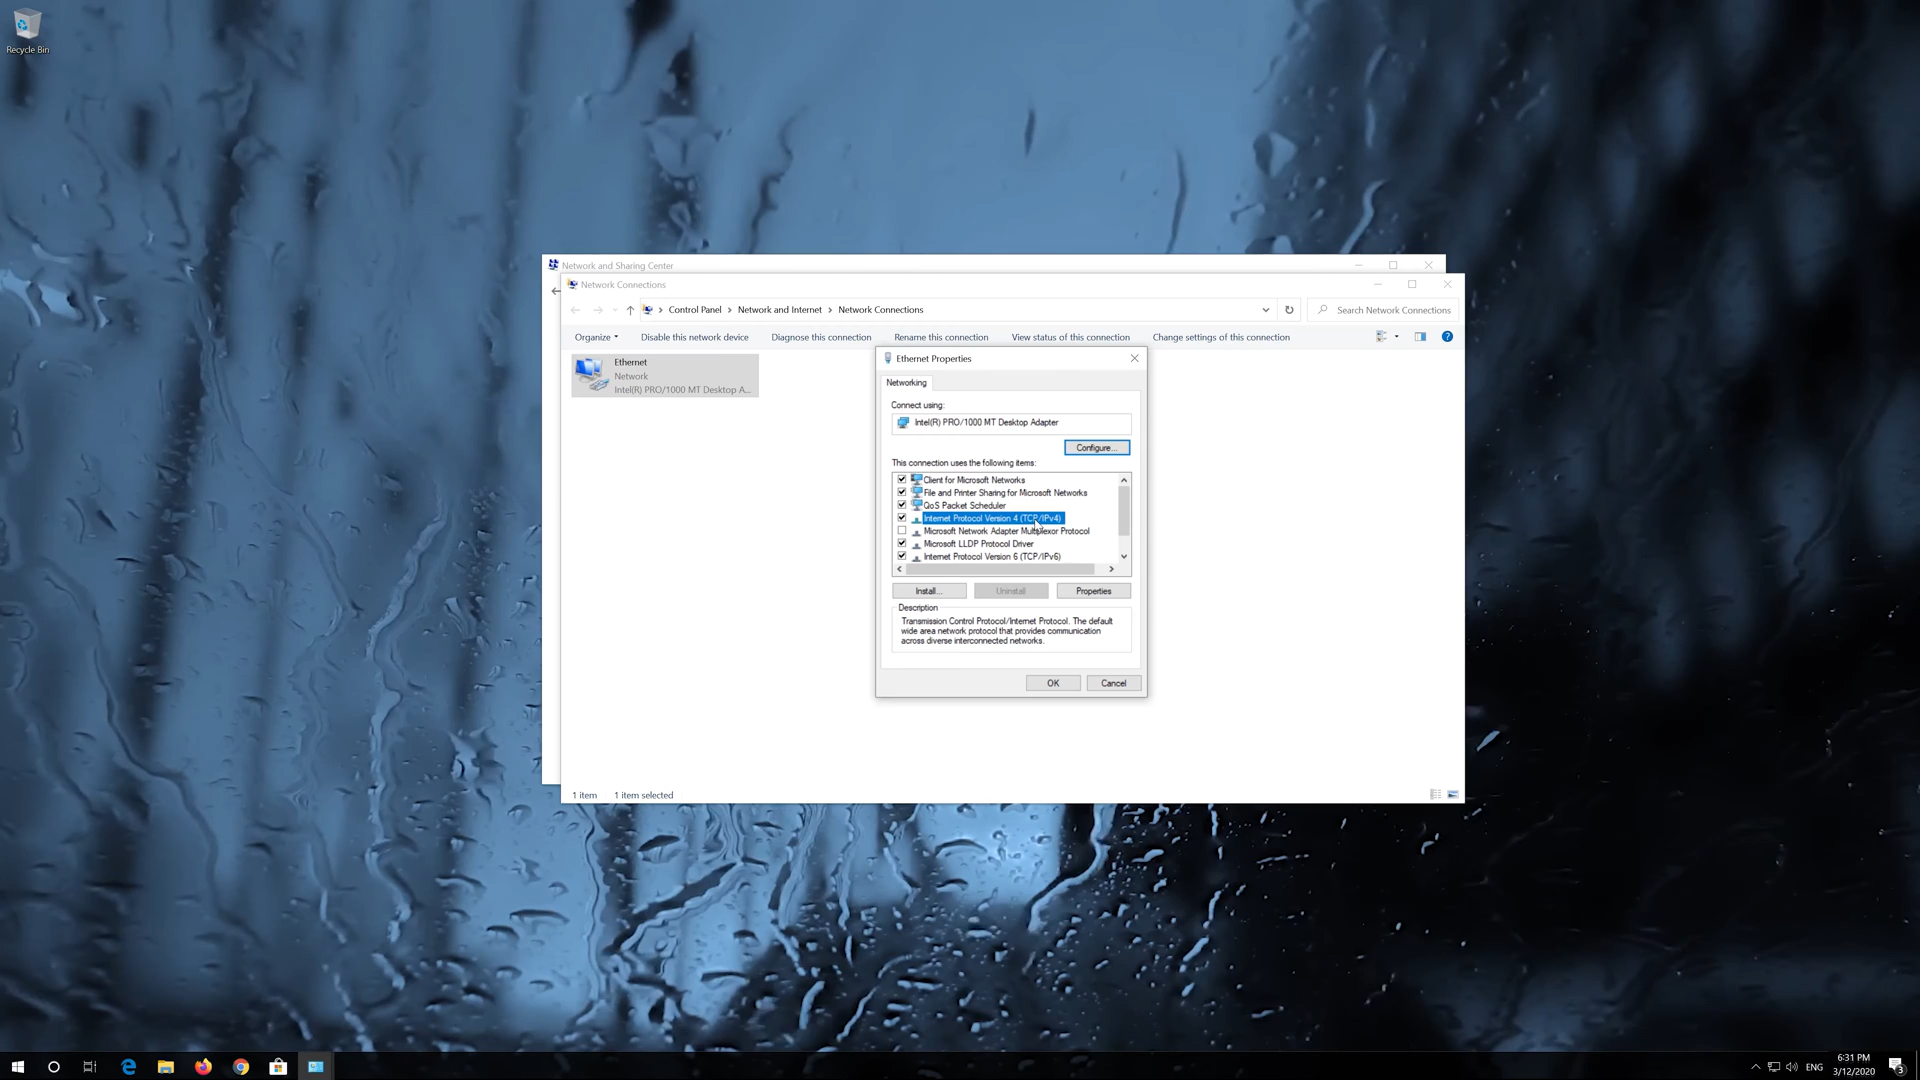 Recycle Bin
Network and Sharing Center
Network Connections
Control Panel
Network and Internet
Network Connections
Search Network Connections
Organize
Disable this network device
Diagnose this connection
Rename this connection
View status of this connection
Change settings of this connection
Ethernet
Network
Intel(R) PRO/1000 MT Desktop A...
Ethernet Properties
Networking
Connect using:
Intel(R) PRO/1000 MT Desktop Adapter
Configure...
This connection uses the following items:
Client for Microsoft Networks
File and Printer Sharing for Microsoft Networks
QoS Packet Scheduler
Internet Protocol Version 4 (TCP/IPv4)
Microsoft Network Adapter Multiplexor Protocol
Microsoft LLDP Protocol Driver
Internet Protocol Version 6 (TCP/IPv6)
Install...
Uninstall
Properties
Description
Transmission Control Protocol/Internet Protocol. The default
wide area network protocol that provides communication
across diverse interconnected networks.
OK
Cancel
1 item
1 item selected
ENG
6:31 PM
3/12/2020
3